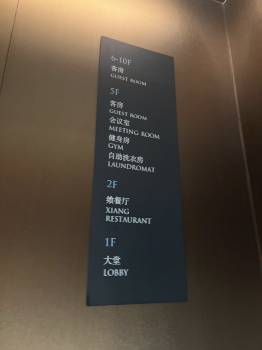 6-10F
客房
GUEST ROOM
5F
客房
GUEST ROOM
会议室
MEETING ROOM
健身房
GYM
自助洗衣房
LAUNDROMAT
2F
飨餐厅
XIANG
RESTAURANT
1F
大堂
LOBBY